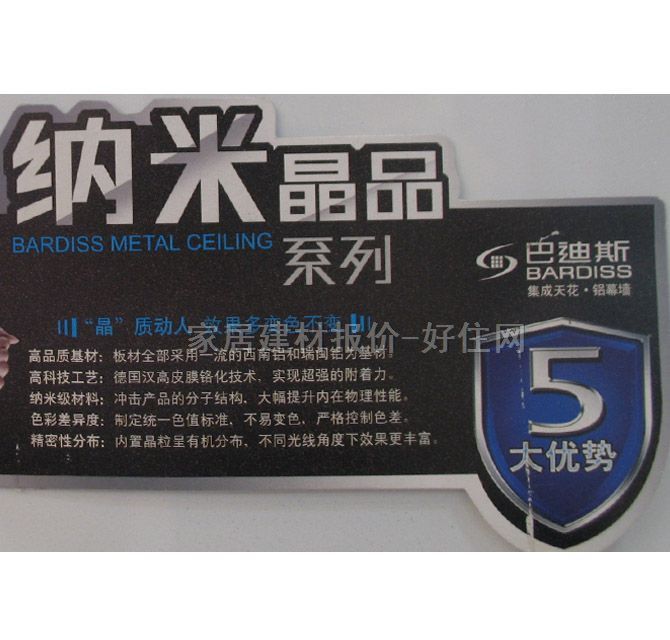 纳米晶品
BARDISS METAL CEILING
系列
巴迪斯
BARDISS
集成天花·铝幕墙
“晶”质动人 效果多变色不变
家居建材报价-好住网
高品质基材：板材全部采用一流的西南铝和瑞闽铝为基材。
高科技工艺：德国汉高皮膜铬化技术，实现超强的附着力。
纳米级材料：冲击产品的分子结构，大幅提升内在物理性能。
色彩差异度：制定统一色值标准，不易变色，严格控制色差。
精密性分布：内置晶粒呈有机分布，不同光线角度下效果更丰富。
5
大优势